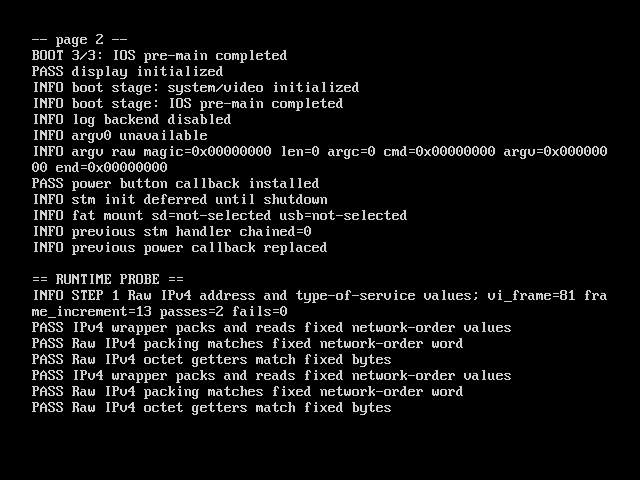 -- page 2 --
BOOT 3/3: IOS pre-main completed
PASS display initialized
INFO boot stage: system/video initialized
INFO boot stage: IOS pre-main completed
INFO log backend disabled
INFO argv0 unavailable
INFO argv raw magic=0x00000000 len=0 argc=0 cmd=0x00000000 argv=0x000000
00 end=0x00000000
PASS power button callback installed
INFO stm init deferred until shutdown
INFO fat mount sd=not-selected usb=not-selected
INFO previous stm handler chained=0
INFO previous power callback replaced
== RUNTIME PROBE ==
INFO STEP 1 Raw IPv4 address and type-of-service values; vi_frame=81 fra
me_increment=13 passes=2 fails=0
PASS IPv4 wrapper packs and reads fixed network-order values
PASS Raw IPv4 packing matches fixed network-order word
PASS Raw IPv4 octet getters match fixed bytes
PASS IPv4 wrapper packs and reads fixed network-order values
PASS Raw IPv4 packing matches fixed network-order word
PASS Raw IPv4 octet getters match fixed bytes